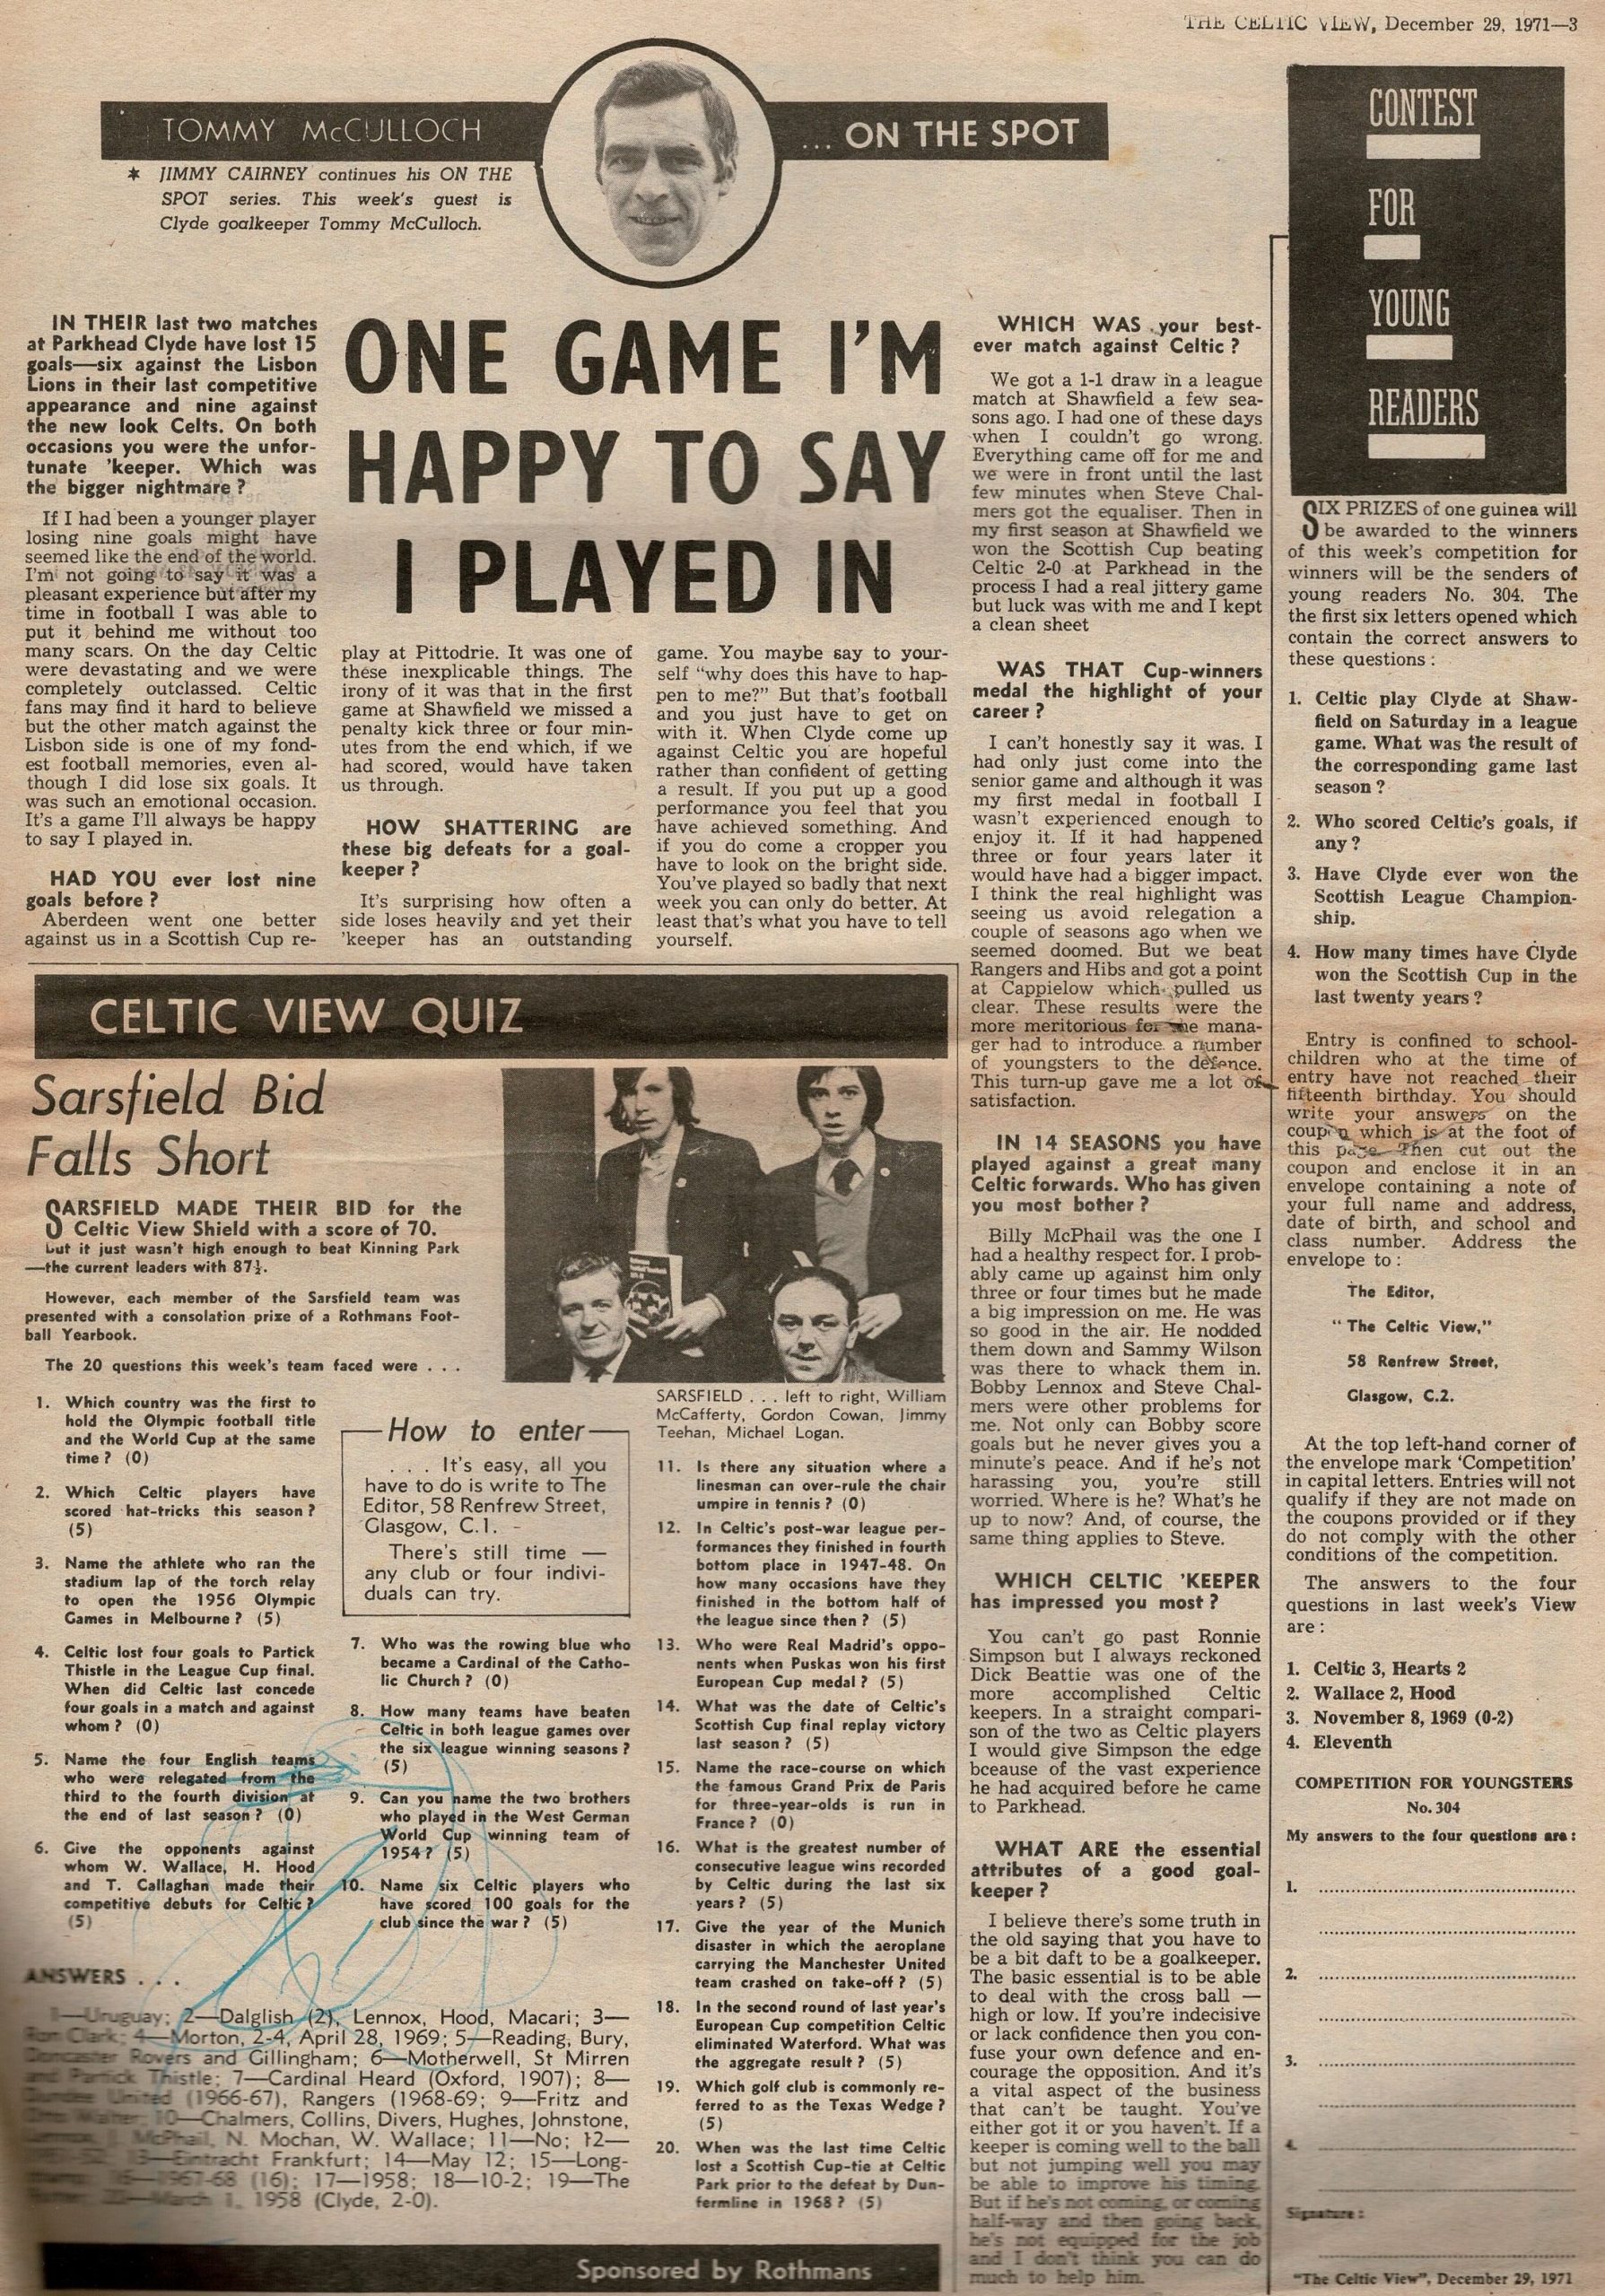 THE CELTIC VIEW, December 29, 1971—3
TOMMY McCULLOCH
... ON THE SPOT
* JIMMY CAIRNEY continues his ON THE
SPOT series. This week's guest is
Clyde goalkeeper Tommy McCulloch.
ONE GAME I'M
HAPPY TO SAY
I PLAYED IN
IN THEIR last two matches
at Parkhead Clyde have lost 15
goals—six against the Lisbon
Lions in their last competitive
appearance and nine against
the new look Celts. On both
occasions you were the unfor-
tunate 'keeper. Which was
the bigger nightmare ?
If I had been a younger player
losing nine goals might have
seemed like the end of the world.
I'm not going to say it was a
pleasant experience but after my
time in football I was able to
put it behind me without too
many scars. On the day Celtic
were devastating and we were
completely outclassed. Celtic
fans may find it hard to believe
but the other match against the
Lisbon side is one of my fond-
est football memories, even al-
though I did lose six goals. It
was such an emotional occasion.
It's a game I'll always be happy
to say I played in.
HAD YOU ever lost nine
goals before ?
Aberdeen went one better
against us in a Scottish Cup re-
play at Pittodrie. It was one of
these inexplicable things. The
irony of it was that in the first
game at Shawfield we missed a
penalty kick three or four min-
utes from the end which, if we
had scored, would have taken
us through.
HOW SHATTERING are
these big defeats for a goal-
keeper ?
It's surprising how often a
side loses heavily and yet their
'keeper has an outstanding
game. You maybe say to your-
self "why does this have to hap-
pen to me?" But that's football
and you just have to get on
with it. When Clyde come up
against Celtic you are hopeful
rather than confident of getting
a result. If you put up a good
performance you feel that you
have achieved something. And
if you do come a cropper you
have to look on the bright side.
You've played so badly that next
week you can only do better. At
least that's what you have to tell
yourself.
WHICH WAS your best-
ever match against Celtic ?
We got a 1-1 draw in a league
match at Shawfield a few sea-
sons ago. I had one of these days
when I couldn't go wrong.
Everything came off for me and
we were in front until the last
few minutes when Steve Chal-
mers got the equaliser. Then in
my first season at Shawfield we
won the Scottish Cup beating
Celtic 2-0 at Parkhead in the
process I had a real jittery game
but luck was with me and I kept
a clean sheet
WAS THAT Cup-winners
medal the highlight of your
career ?
I can't honestly say it was. I
had only just come into the
senior game and although it was
my first medal in football I
wasn't experienced enough to
enjoy it. If it had happened
three or four years later it
would have had a bigger impact.
I think the real highlight was
seeing us avoid relegation a
couple of seasons ago when we
seemed doomed. But we beat
Rangers and Hibs and got a point
at Cappielow which pulled us
clear. These results were the
more meritorious for the mana-
ger had to introduce a number
of youngsters to the defence.
This turn-up gave me a lot of
satisfaction.
IN 14 SEASONS you have
played against a great many
Celtic forwards. Who has given
you most bother ?
Billy McPhail was the one I
had a healthy respect for. I prob-
ably came up against him only
three or four times but he made
a big impression on me. He was
so good in the air. He nodded
them down and Sammy Wilson
was there to whack them in.
Bobby Lennox and Steve Chal-
mers were other problems for
me. Not only can Bobby score
goals but he never gives you a
minute's peace. And if he's not
harassing you, you're still
worried. Where is he? What's he
up to now? And, of course, the
same thing applies to Steve.
WHICH CELTIC 'KEEPER
has impressed you most ?
You can't go past Ronnie
Simpson but I always reckoned
Dick Beattie was one of the
more accomplished Celtic
keepers. In a straight compari-
son of the two as Celtic players
I would give Simpson the edge
bceause of the vast experience
he had acquired before he came
to Parkhead.
WHAT ARE the essential
attributes of a good goal-
keeper ?
I believe there's some truth in
the old saying that you have to
be a bit daft to be a goalkeeper.
The basic essential is to be able
to deal with the cross ball —
high or low. If you're indecisive
or lack confidence then you con-
fuse your own defence and en-
courage the opposition. And it's
a vital aspect of the business
that can't be taught. You've
either got it or you haven't. If a
keeper is coming well to the ball
but not jumping well you may
be able to improve his timing.
But if he's not coming, or coming
half-way and then going back,
he's not equipped for the job
and I don't think you can do
much to help him.
CELTIC VIEW QUIZ
Sarsfield Bid
Falls Short
SARSFIELD MADE THEIR BID for the
Celtic View Shield with a score of 70.
but it just wasn't high enough to beat Kinning Park
—the current leaders with 87½.
However, each member of the Sarsfield team was
presented with a consolation prize of a Rothmans Foot-
ball Yearbook.
The 20 questions this week's team faced were . . .
SARSFIELD . . . left to right, William
McCafferty, Gordon Cowan, Jimmy
Teehan, Michael Logan.
1. Which country was the first to
hold the Olympic football title
and the World Cup at the same
time ? (0)
2. Which Celtic players have
scored hat-tricks this season ?
(5)
3. Name the athlete who ran the
stadium lap of the torch relay
to open the 1956 Olympic
Games in Melbourne ? (5)
4. Celtic lost four goals to Partick
Thistle in the League Cup final.
When did Celtic last concede
four goals in a match and against
whom ? (0)
5. Name the four English teams
who were relegated from the
third to the fourth division at
the end of last season ? (0)
6. Give the opponents against
whom W. Wallace, H. Hood
and T. Callaghan made their
competitive debuts for Celtic ?
(5)
How to enter
. . . It's easy, all you
have to do is write to The
Editor, 58 Renfrew Street,
Glasgow, C.1.
There's still time —
any club or four indivi-
duals can try.
7. Who was the rowing blue who
became a Cardinal of the Catho-
lic Church ? (0)
8. How many teams have beaten
Celtic in both league games over
the six league winning seasons ?
(5)
9. Can you name the two brothers
who played in the West German
World Cup winning team of
1954 ? (5)
10. Name six Celtic players who
have scored 100 goals for the
club since the war ? (5)
11. Is there any situation where a
linesman can over-rule the chair
umpire in tennis ? (0)
12. In Celtic's post-war league per-
formances they finished in fourth
bottom place in 1947-48. On
how many occasions have they
finished in the bottom half of
the league since then ? (5)
13. Who were Real Madrid's oppo-
nents when Puskas won his first
European Cup medal ? (5)
14. What was the date of Celtic's
Scottish Cup final replay victory
last season ? (5)
15. Name the race-course on which
the famous Grand Prix de Paris
for three-year-olds is run in
France ? (0)
16. What is the greatest number of
consecutive league wins recorded
by Celtic during the last six
years ? (5)
17. Give the year of the Munich
disaster in which the aeroplane
carrying the Manchester United
team crashed on take-off ? (5)
18. In the second round of last year's
European Cup competition Celtic
eliminated Waterford. What was
the aggregate result ? (5)
19. Which golf club is commonly re-
ferred to as the Texas Wedge ?
(5)
20. When was the last time Celtic
lost a Scottish Cup-tie at Celtic
Park prior to the defeat by Dun-
fermline in 1968 ? (5)
ANSWERS . . .
1—Uruguay; 2—Dalglish (2), Lennox, Hood, Macari; 3—
Ron Clark; 4—Morton, 2-4, April 28, 1969; 5—Reading, Bury,
Doncaster Rovers and Gillingham; 6—Motherwell, St Mirren
and Partick Thistle; 7—Cardinal Heard (Oxford, 1907); 8—
Dundee United (1966-67), Rangers (1968-69; 9—Fritz and
Walter; 10—Chalmers, Collins, Divers, Hughes, Johnstone,
McPhail, N. Mochan, W. Wallace; 11—No; 12—
13—Eintracht Frankfurt; 14—May 12; 15—Long-
16—1967-68 (16); 17—1958; 18—10-2; 19—The
20—March 1, 1958 (Clyde, 2-0).
Sponsored by Rothmans
CONTEST
FOR
YOUNG
READERS
SIX PRIZES of one guinea will
be awarded to the winners
of this week's competition for
winners will be the senders of
young readers No. 304. The
the first six letters opened which
contain the correct answers to
these questions :
1. Celtic play Clyde at Shaw-
field on Saturday in a league
game. What was the result of
the corresponding game last
season ?
2. Who scored Celtic's goals, if
any ?
3. Have Clyde ever won the
Scottish League Champion-
ship.
4. How many times have Clyde
won the Scottish Cup in the
last twenty years ?
Entry is confined to school-
children who at the time of
entry have not reached their
fifteenth birthday. You should
write your answers on the
coupon which is at the foot of
this page. Then cut out the
coupon and enclose it in an
envelope containing a note of
your full name and address,
date of birth, and school and
class number. Address the
envelope to :
The Editor,
"The Celtic View,"
58 Renfrew Street,
Glasgow, C.2.
At the top left-hand corner of
the envelope mark 'Competition'
in capital letters. Entries will not
qualify if they are not made on
the coupons provided or if they
do not comply with the other
conditions of the competition.
The answers to the four
questions in last week's View
are :
1. Celtic 3, Hearts 2
2. Wallace 2, Hood
3. November 8, 1969 (0-2)
4. Eleventh
COMPETITION FOR YOUNGSTERS
No. 304
My answers to the four questions are :
1.
2.
3.
4.
Signature :
"The Celtic View", December 29, 1971